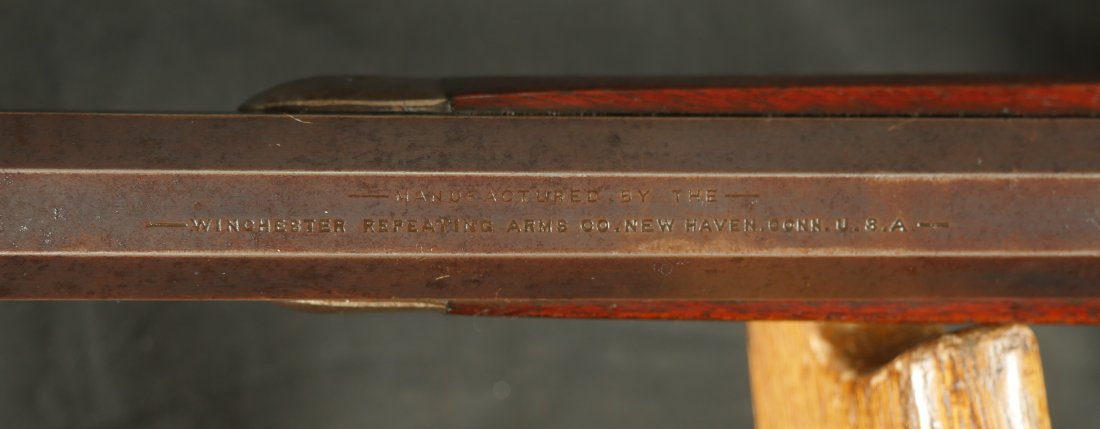 — MANUFACTURED BY THE —
— WINCHESTER REPEATING ARMS CO. NEW HAVEN. CONN. U.S.A —